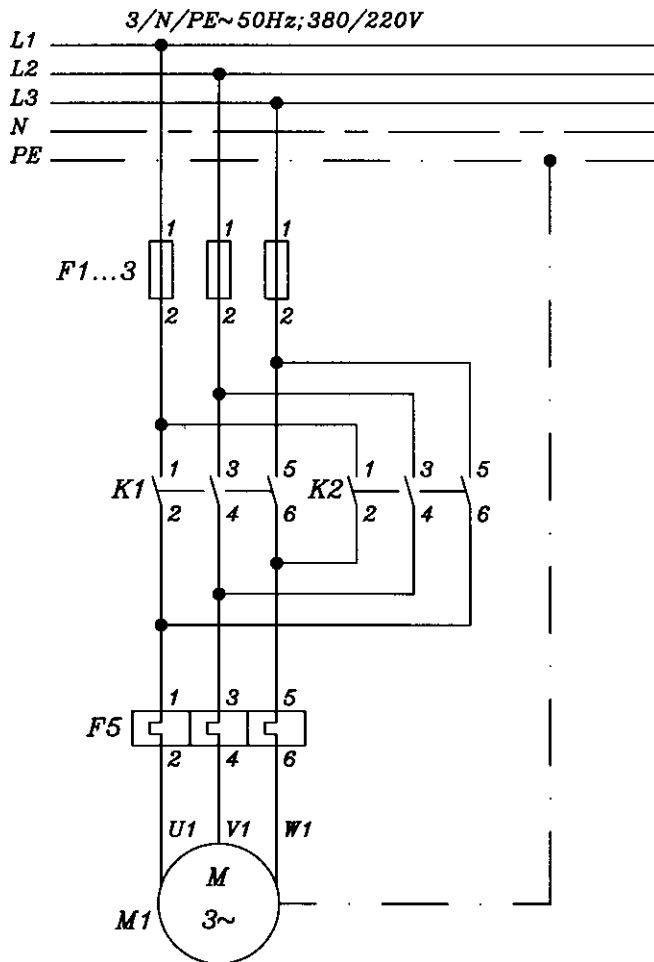 3/N/PE~50Hz;380/220V
L1
L2
L3
N
PE
1 1 1
F1...3
2 2 2
1 3 5 1 3 5
K1 K2
2 4 6 2 4 6
1 3 5
F5
2 4 6
U1 V1 W1
M
M1 3~